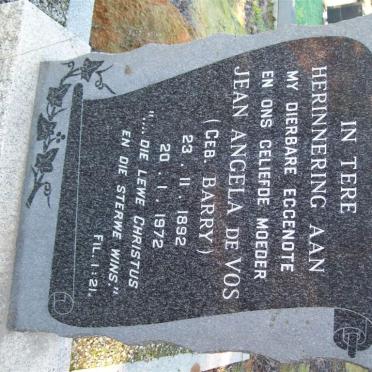 IN TERE
HERINNERING AAN
MY DIERBARE EGGENOTE
EN ONS GELIEFDE MOEDER
JEAN ANGELA DE VOS
(GEB. BARRY)
23. 11. 1892
20. 1. 1972
"....DIE LEWE CHRISTUS
EN DIE STERWE WINS."
FIL. 1:21.